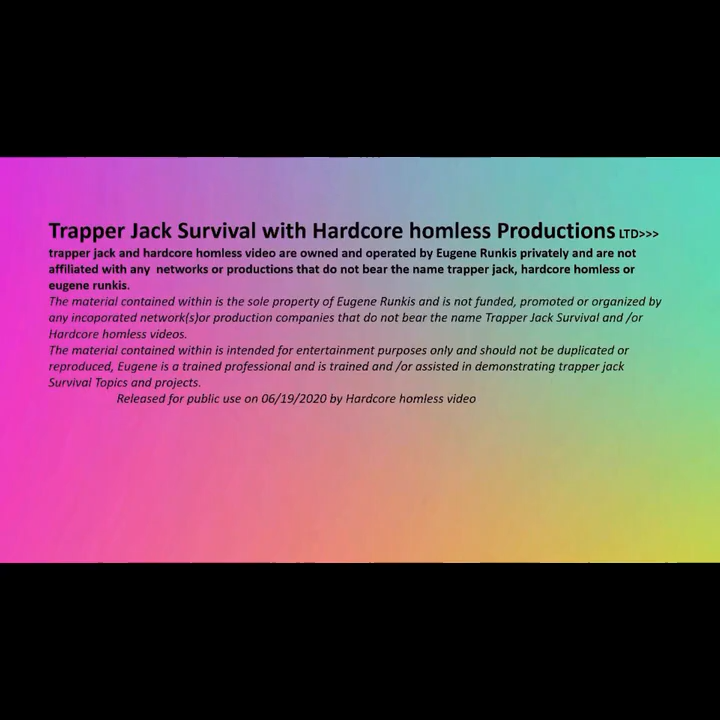 Trapper Jack Survival with Hardcore homless Productions LTD>>>
trapper jack and hardcore homless video are owned and operated by Eugene Runkis privately and are not
affiliated with any networks or productions that do not bear the name trapper jack, hardcore homless or
eugene runkis.
The material contained within is the sole property of Eugene Runkis and is not funded, promoted or organized by
any incoporated network(s)or production companies that do not bear the name Trapper Jack Survival and /or
Hardcore homless videos.
The material contained within is intended for entertainment purposes only and should not be duplicated or
reproduced, Eugene is a trained professional and is trained and /or assisted in demonstrating trapper jack
Survival Topics and projects.
Released for public use on 06/19/2020 by Hardcore homless video